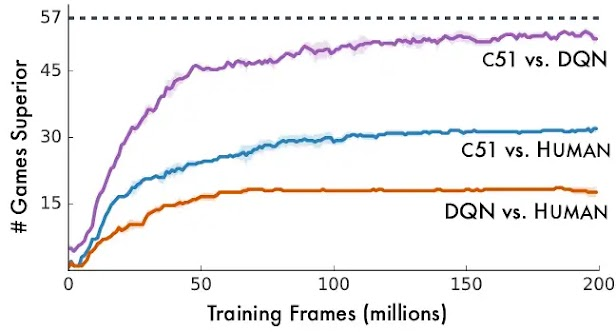 57
45
30
15
# Games Superior
C51 vs. DQN
C51 vs. HUMAN
DQN vs. HUMAN
0 50 100 150 200
Training Frames (millions)